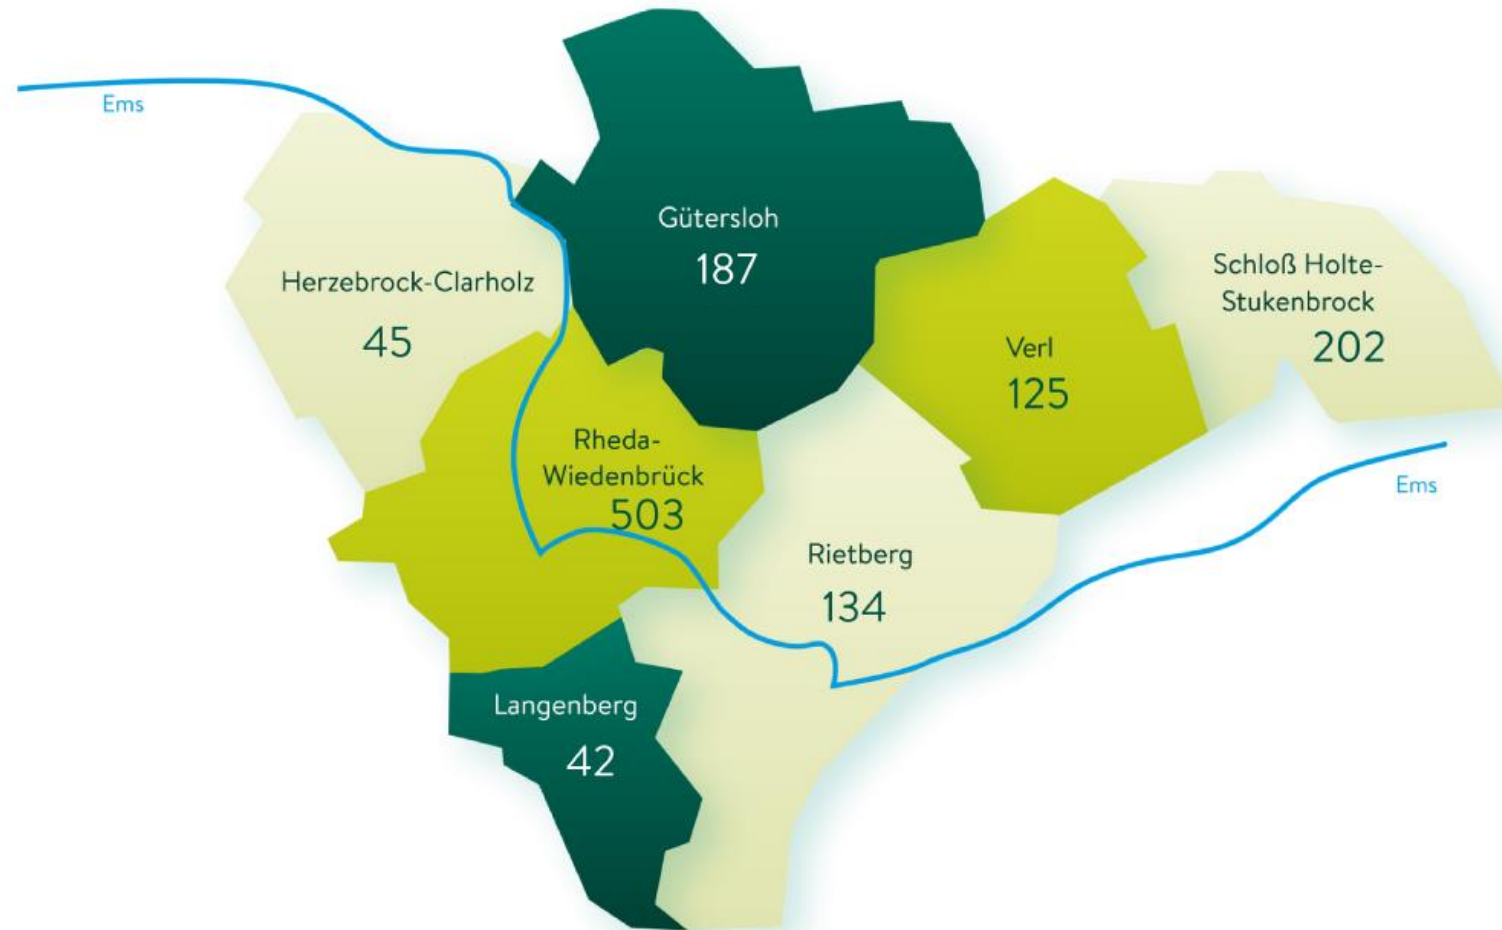 Ems
Gütersloh
187
Herzebrock-Clarholz
45
Schloß Holte-
Stukenbrock
202
Verl
125
Rheda-
Wiedenbrück
503
Ems
Rietberg
134
Langenberg
42